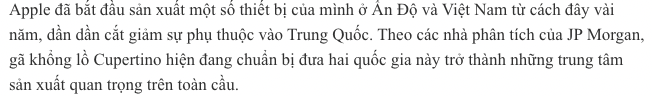 Apple đã bắt đầu sản xuất một số thiết bị của mình ở Ấn Độ và Việt Nam từ cách đây vài
năm, dần dần cắt giảm sự phụ thuộc vào Trung Quốc. Theo các nhà phân tích của JP Morgan,
gã khổng lồ Cupertino hiện đang chuẩn bị đưa hai quốc gia này trở thành những trung tâm
sản xuất quan trọng trên toàn cầu.